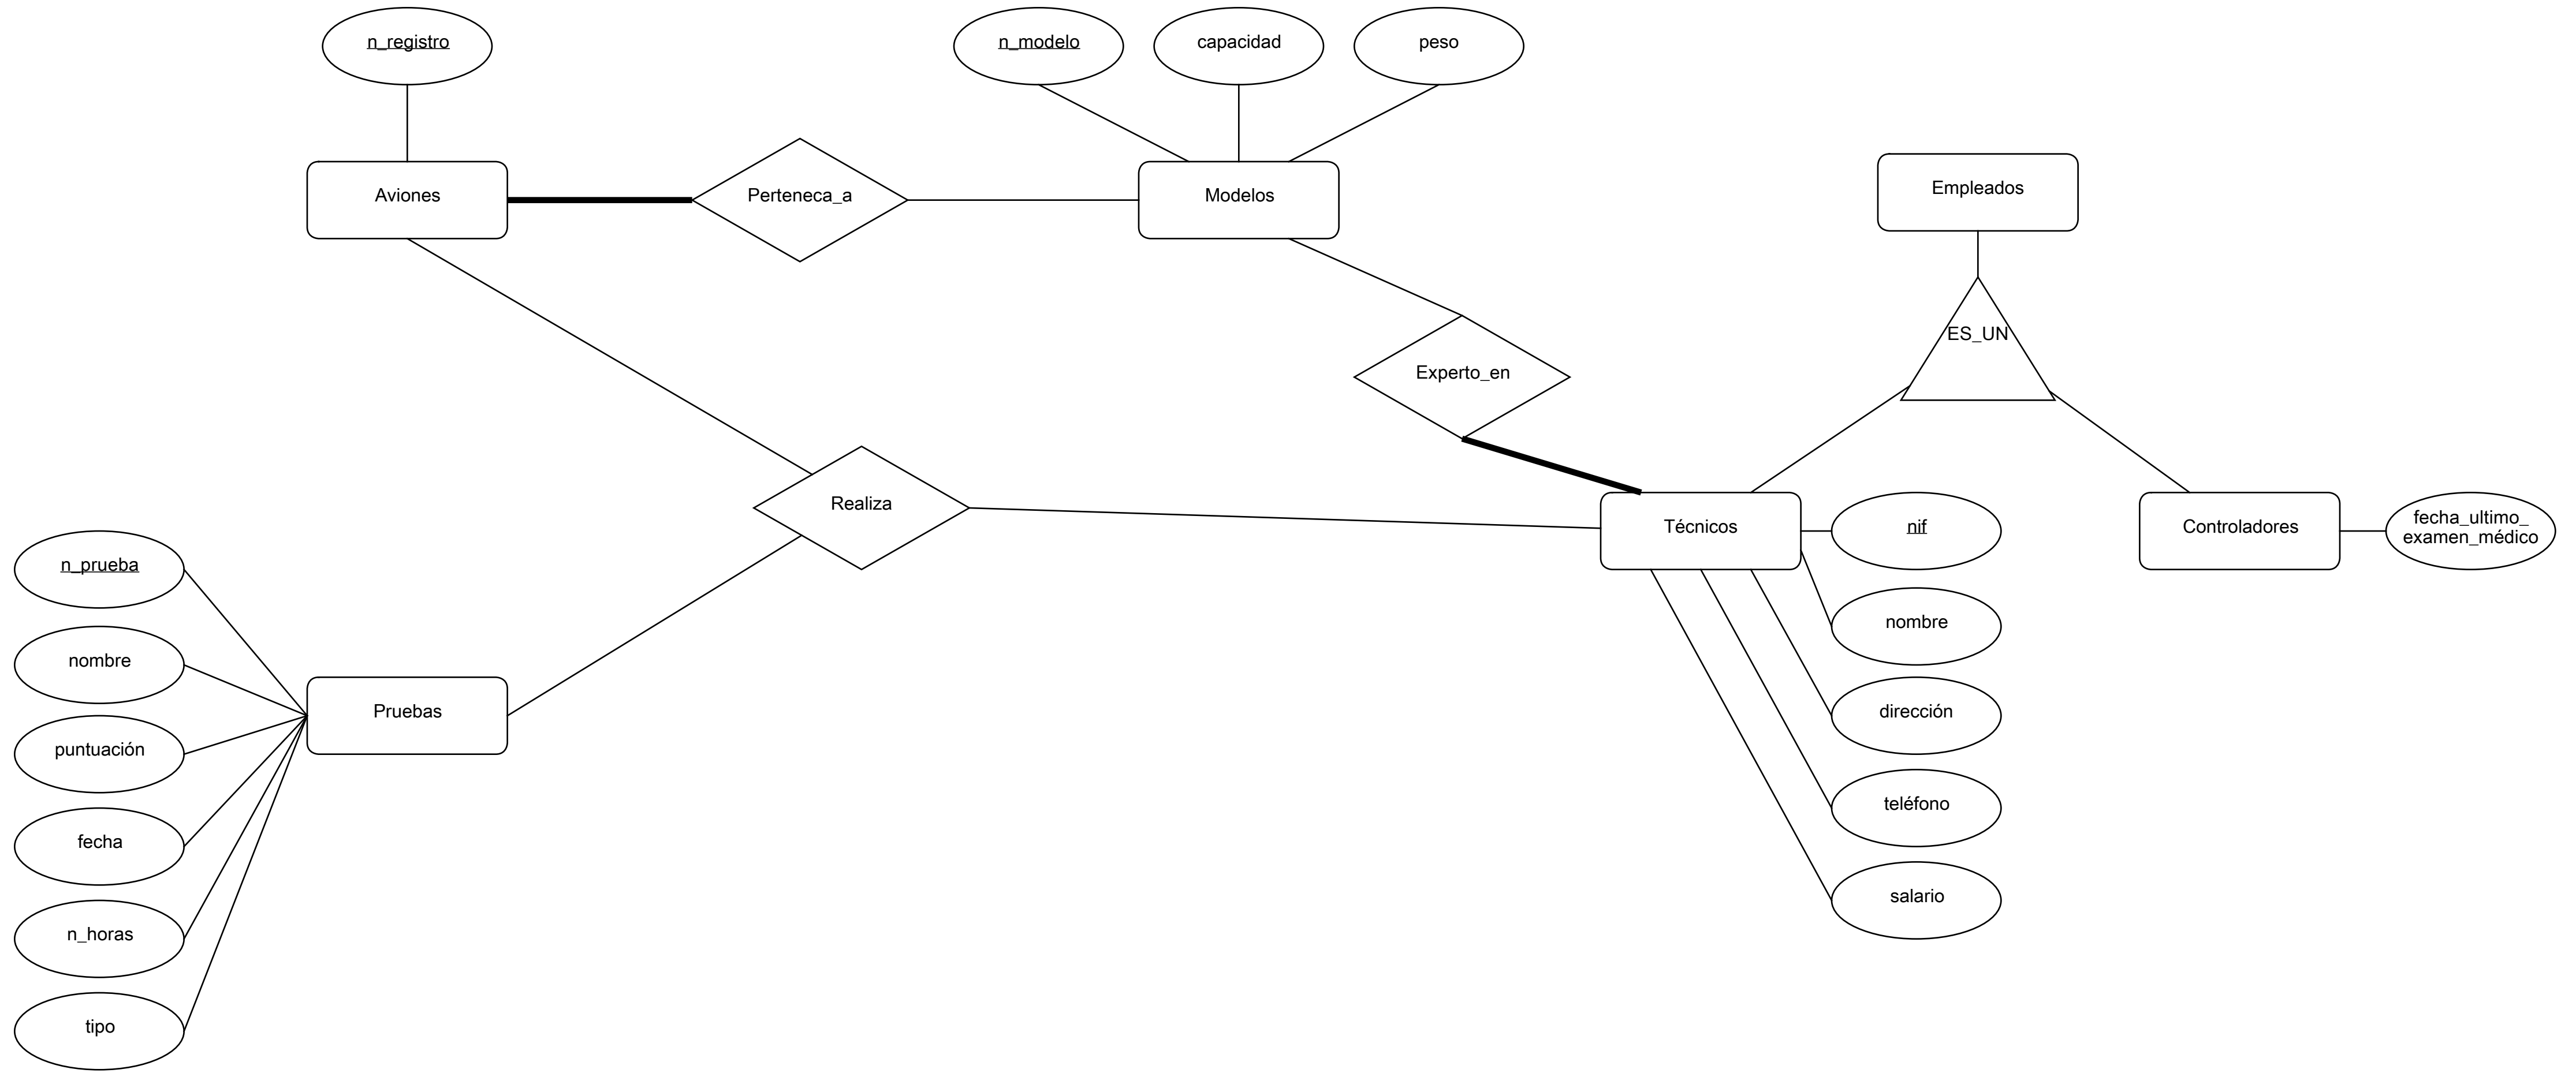 n_registro
n_modelo
capacidad
peso
Aviones
Perteneca_a
Modelos
Empleados
ES_UN
Experto_en
Realiza
Técnicos
nif
Controladores
fecha_ultimo_
examen_médico
n_prueba
nombre
nombre
puntuación
Pruebas
dirección
fecha
teléfono
n_horas
salario
tipo